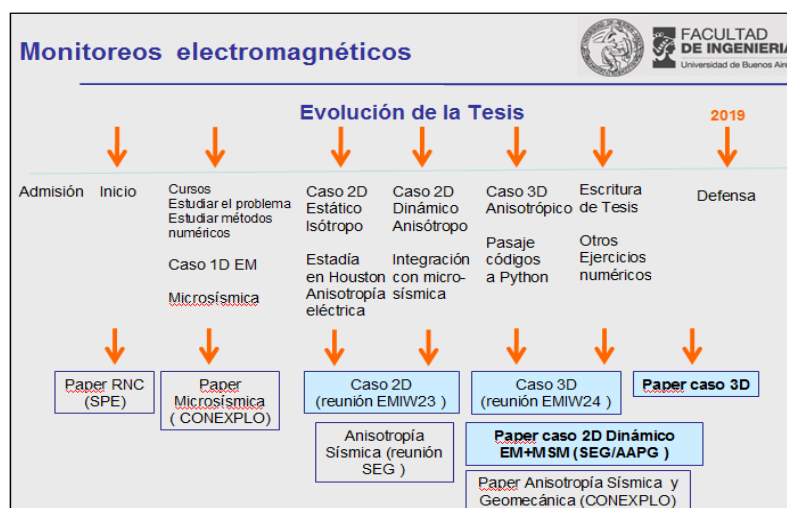 Monitoreos electromagnéticos
FACULTAD
DE INGENIERIA
Universidad de Buenos Aire
Evolución de la Tesis
2019
Admisión
Inicio
Cursos
Estudiar el problema
Estudiar métodos
numéricos
Caso 1D EM
Microsísmica
Caso 2D
Estático
Isótropo
Estadía
en Houston
Anisotropía
eléctrica
Caso 2D
Dinámico
Anisótropo
Integración
con micro-
sísmica
Caso 3D
Anisotrópico
Pasaje
códigos
a Python
Escritura
de Tesis
Otros
Ejercicios
numéricos
Defensa
Paper RNC
(SPE)
Paper
Microsísmica
( CONEXPLO)
Caso 2D
(reunión EMIW23 )
Anisotropía
Sísmica (reunión
SEG )
Caso 3D
(reunión EMIW24 )
Paper caso 2D Dinámico
EM+MSM (SEG/AAPG )
Paper Anisotropía Sísmica y
Geomecánica (CONEXPLO)
Paper caso 3D